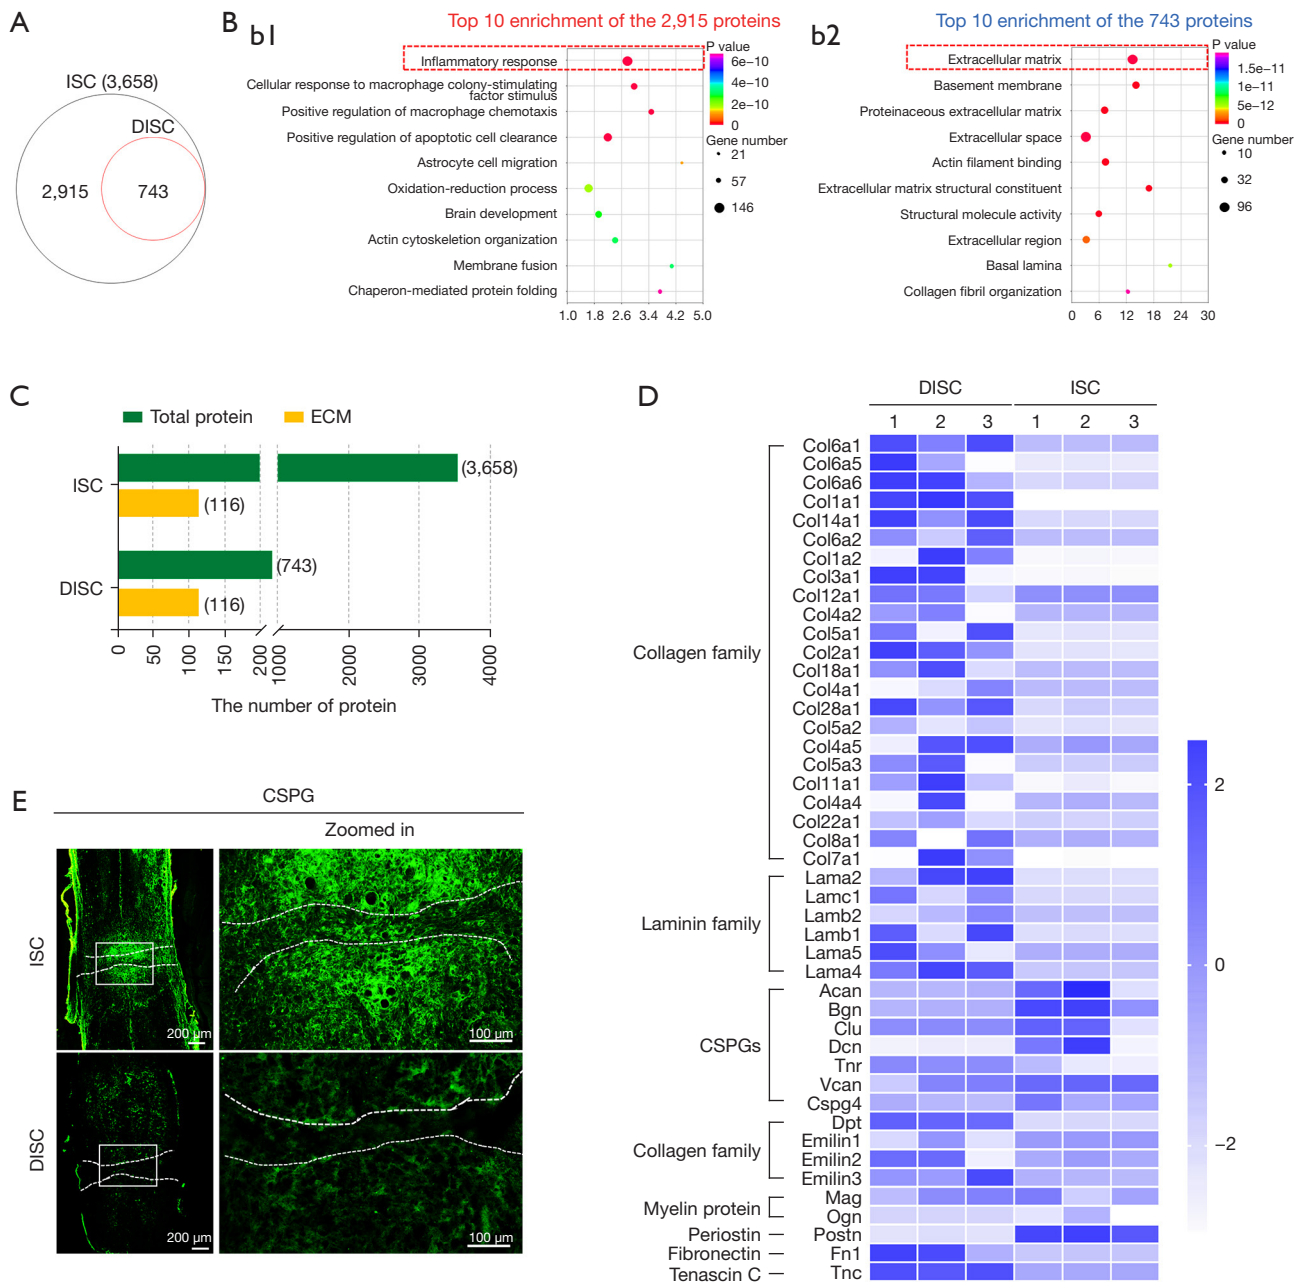 A
ISC (3,658)
DISC
2,915
743
B
b1
Top 10 enrichment of the 2,915 proteins
Inflammatory response
Cellular response to macrophage colony-stimulating
factor stimulus
Positive regulation of macrophage chemotaxis
Positive regulation of apoptotic cell clearance
Astrocyte cell migration
Oxidation-reduction process
Brain development
Actin cytoskeleton organization
Membrane fusion
Chaperon-mediated protein folding
1.0 1.8 2.6 3.4 4.2 5.0
P value
6e-10
4e-10
2e-10
0
Gene number
21
57
146
b2
Top 10 enrichment of the 743 proteins
Extracellular matrix
Basement membrane
Proteinaceous extracellular matrix
Extracellular space
Actin filament binding
Extracellular matrix structural constituent
Structural molecule activity
Extracellular region
Basal lamina
Collagen fibril organization
0 6 12 18 24 30
P value
1.5e-11
1e-11
5e-12
0
Gene number
10
32
96
C
Total protein
ECM
ISC
(3,658)
(116)
DISC
(743)
(116)
0 50 100 150 200 1000 2000 3000 4000
The number of protein
D
DISC ISC
1 2 3 1 2 3
Collagen family
Col6a1
Col6a5
Col6a6
Col1a1
Col14a1
Col6a2
Col1a2
Col3a1
Col12a1
Col4a2
Col5a1
Col2a1
Col18a1
Col4a1
Col28a1
Col5a2
Col4a5
Col5a3
Col11a1
Col4a4
Col22a1
Col8a1
Col7a1
Laminin family
Lama2
Lamc1
Lamb2
Lamb1
Lama5
Lama4
CSPGs
Acan
Bgn
Clu
Dcn
Tnr
Vcan
Cspg4
Collagen family
Dpt
Emilin1
Emilin2
Emilin3
Myelin protein
Mag
Ogn
Periostin
Postn
Fibronectin
Fn1
Tenascin C
Tnc
2
0
−2
E
CSPG
Zoomed in
ISC
200 µm
100 µm
DISC
200 µm
100 µm